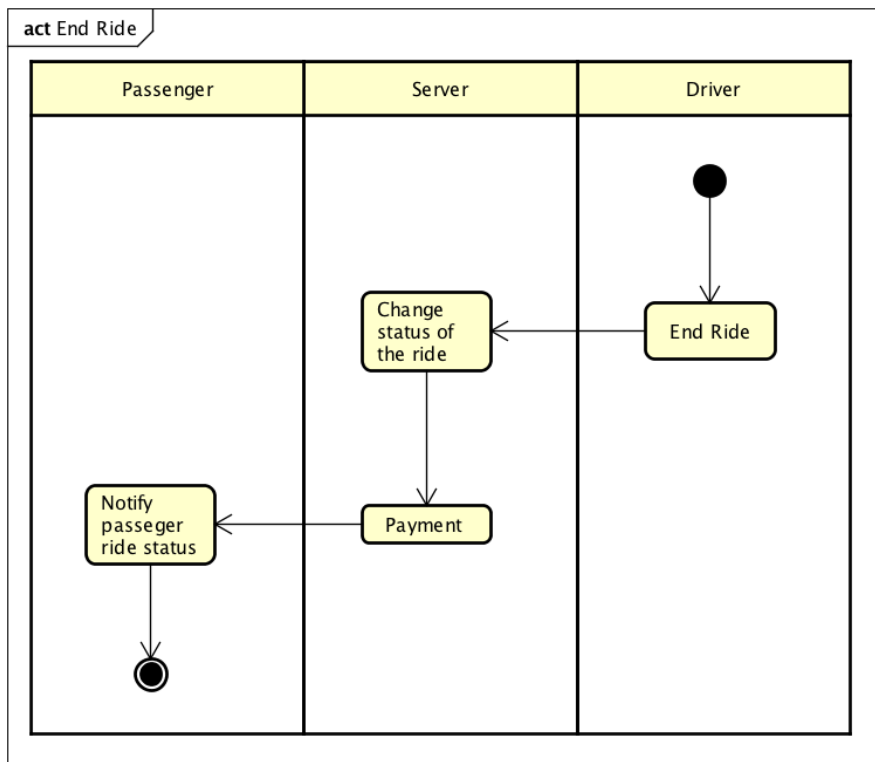 act End Ride
Passenger
Server
Driver
Change
status of
the ride
End Ride
Notify
passeger
ride status
Payment